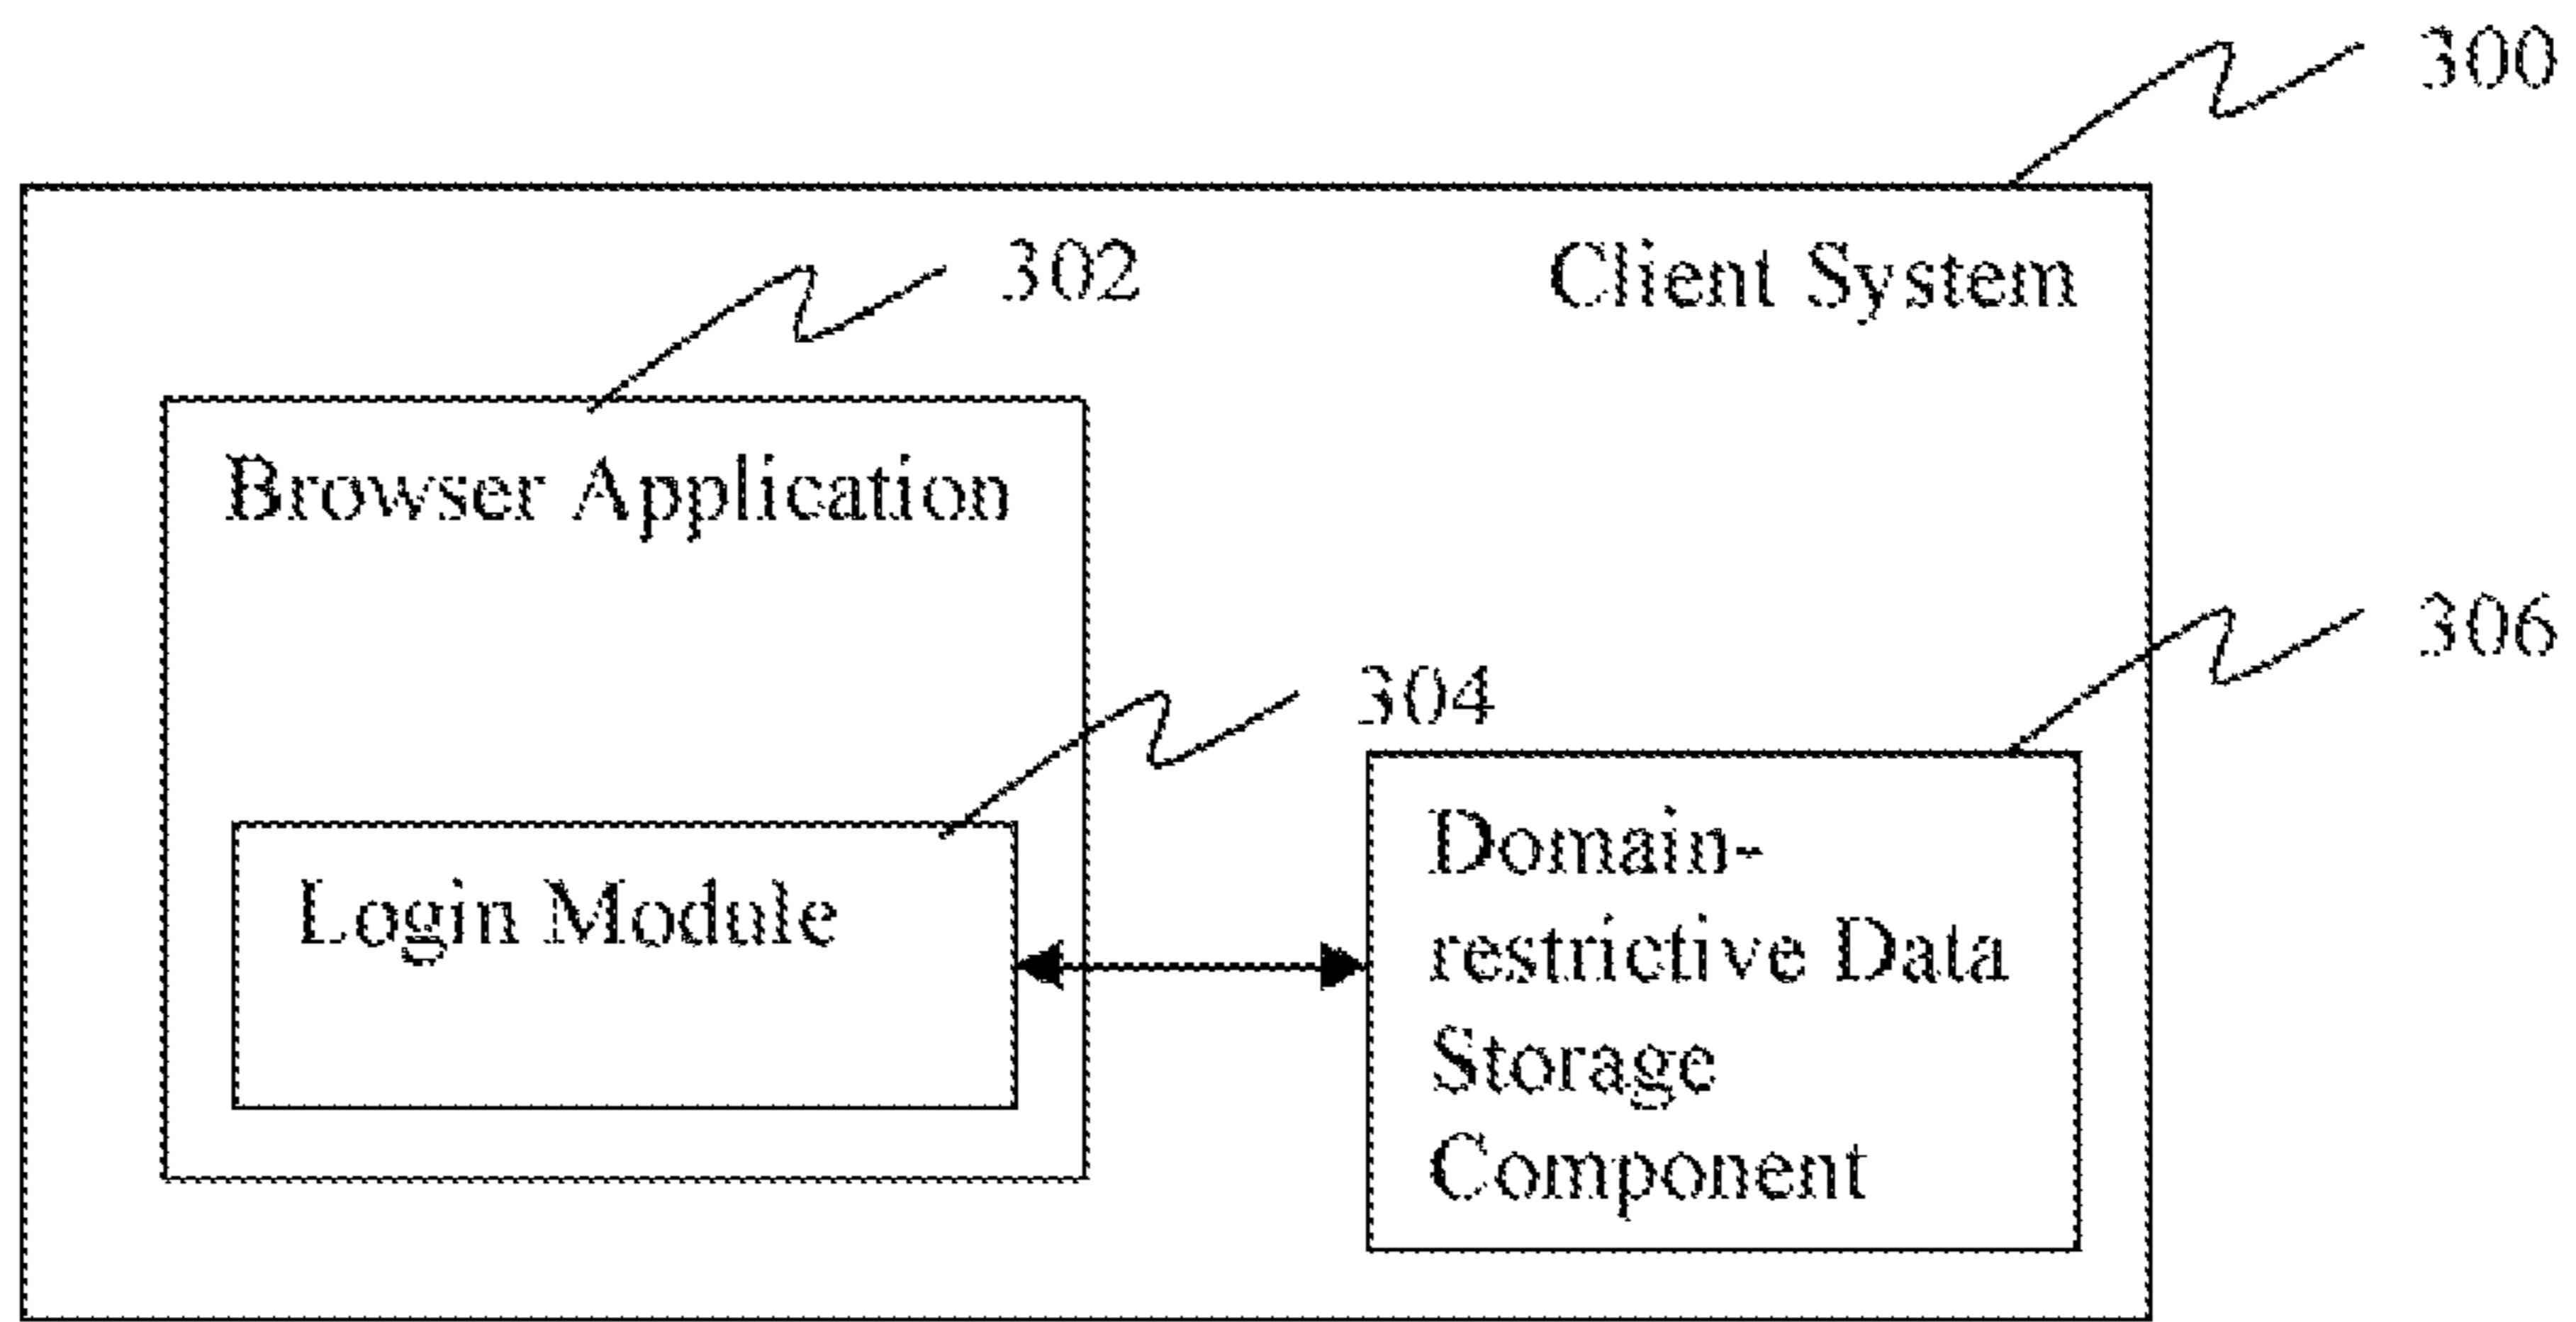 300
302
Client System
Browser Application
306
304
Domain-
restrictive Data
Storage
Component
Login Module